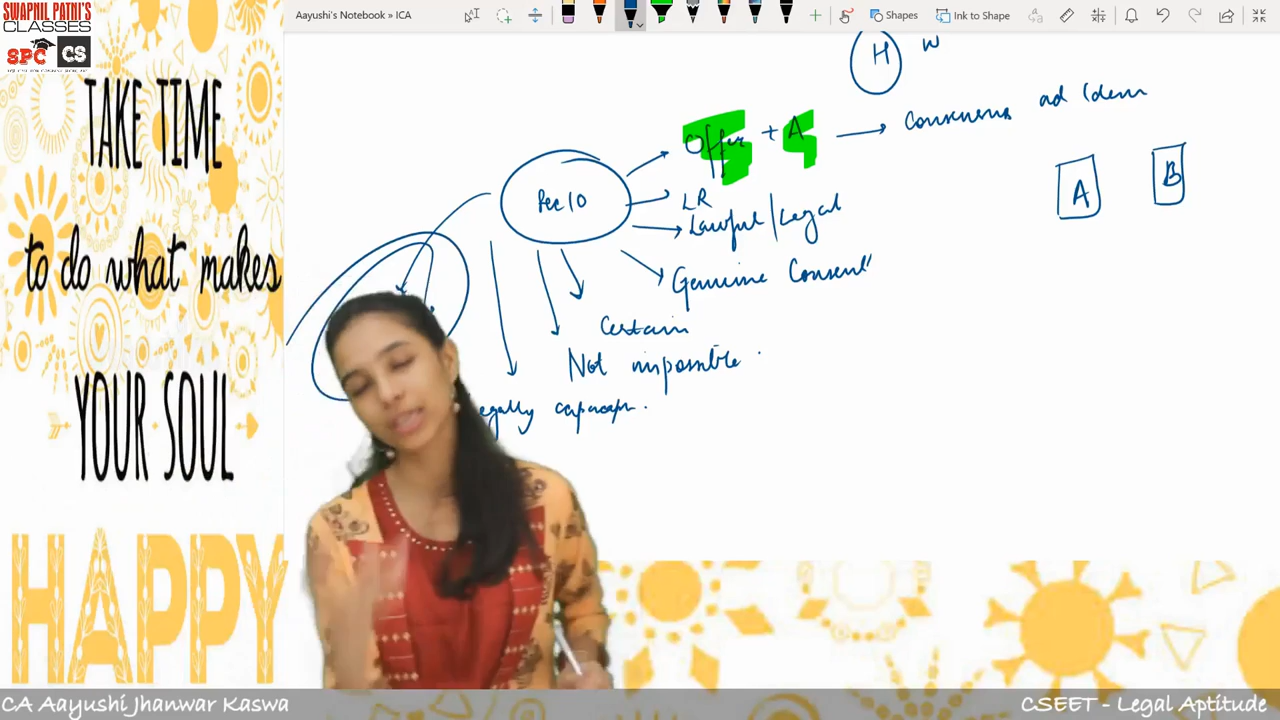 SWAPNIL PATNI'S
CLASSES
SPC CS
TAKE TIME
to do what makes
YOUR SOUL
HAPPY
Aayushi's Notebook » ICA
Shapes
Ink to Shape
H W
Offer + A → Consensus ad Idem
A B
Sec 10
LR
Lawful/Legal
Genuine Consent
Certain
Not impossible
egally
CA Aayushi Jhanwar Kaswa
CSEET - Legal Aptitude